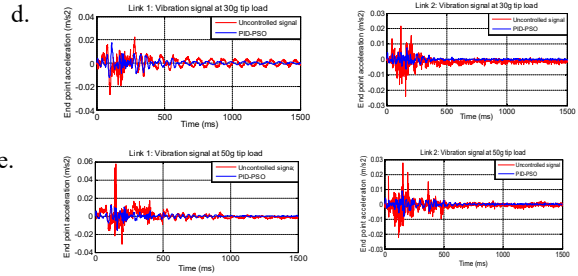 d.
Link 1: Vibration signal at 30g tip load
End point acceleration (m/s2)
0.04
0.02
0
-0.02
-0.04
Uncontrolled signal
PID-PSO
0 500 1000 1500
Time (ms)
Link 2: Vibration signal at 30g tip load
End point acceleration (m/s2)
0.03
0.02
0.01
0
-0.01
-0.02
-0.03
Uncontrolled signal
PID-PSO
0 500 1000 1500
Time (ms)
e.
Link 1: Vibration signal at 50g tip load
End point acceleration (m/s2)
0.06
0.04
0.02
0
-0.02
-0.04
Uncontrolled signa;
PID-PSO
0 500 1000 1500
Time (ms)
Link 2: Vibration signal at 50g tip load
End point acceleration (m/s2)
0.03
0.02
0.01
0
-0.01
-0.02
-0.03
Uncontrolled signal
PID-PSO
0 500 1000 1500
Time (ms)